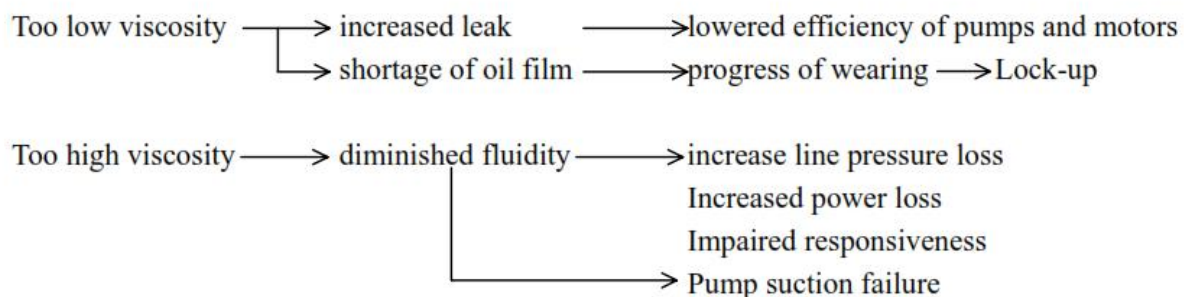 Too low viscosity increased leak lowered efficiency of pumps and motors
shortage of oil film progress of wearing Lock-up
Too high viscosity diminished fluidity increase line pressure loss
Increased power loss
Impaired responsiveness
Pump suction failure